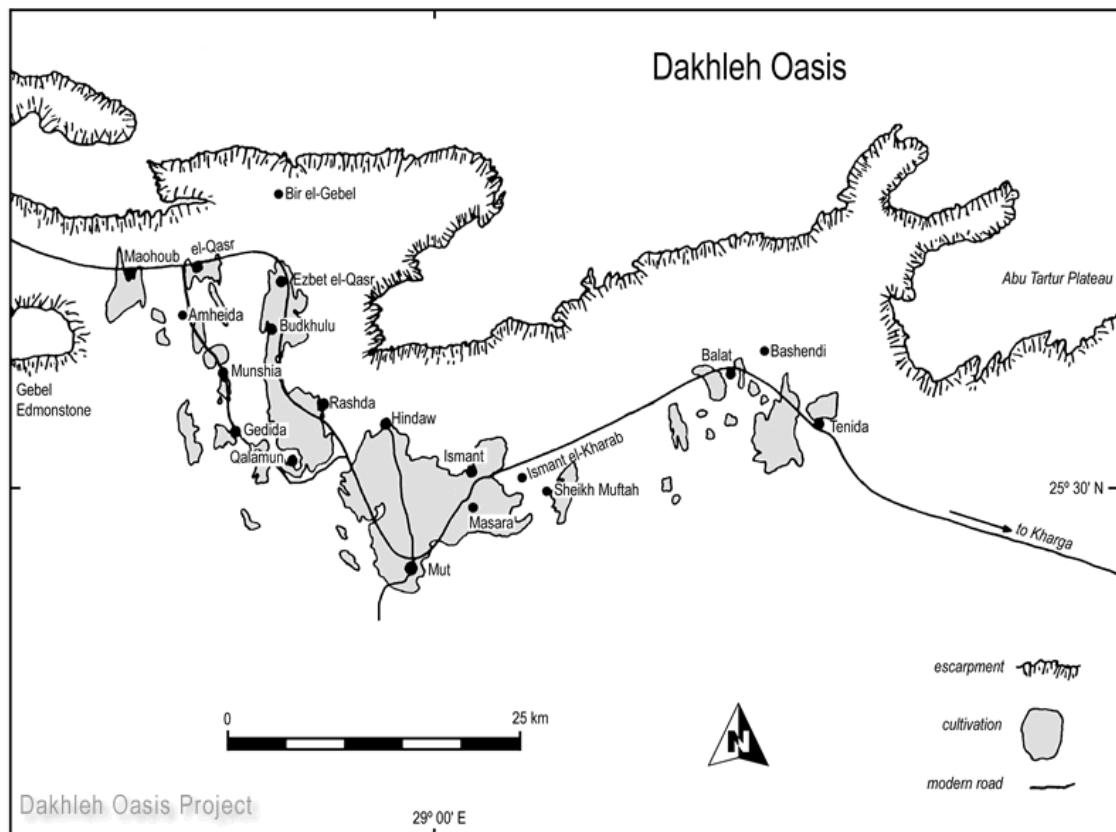 Dakhleh Oasis
Bir el-Gebel
Maohoub
el-Qasr
Ezbet el-Qasr
Abu Tartur Plateau
Amheida
Budkhulu
Bashendi
Balat
Munshia
Gebel
Edmonstone
Rashda
Hindaw
Tenida
Gedida
Qalamun
Ismant
Ismant el-Kharab
Sheikh Muftah
25º 30' N
Masara
to Kharga
Mut
escarpment
0
25 km
cultivation
N
modern road
Dakhleh Oasis Project
29º 00' E